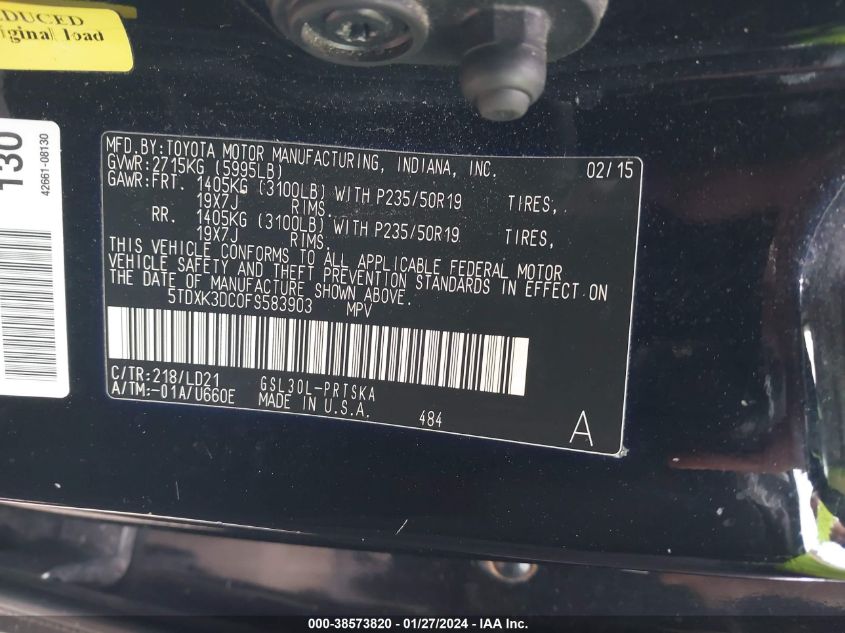 EDUCED
original load
130
42661-08130
MFD.BY:TOYOTA MOTOR MANUFACTURING, INDIANA, INC. 02/15
GVWR:2715KG (5995LB)
GAWR:FRT. 1405KG (3100LB) WITH P235/50R19 TIRES,
19X7J RIMS.
RR. 1405KG (3100LB) WITH P235/50R19 TIRES,
19X7J RIMS.
THIS VEHICLE CONFORMS TO ALL APPLICABLE FEDERAL MOTOR
VEHICLE SAFETY AND THEFT PREVENTION STANDARDS IN EFFECT ON
THE DATE OF MANUFACTURE SHOWN ABOVE.
5TDXK3DC0FS583903 MPV
C/TR:218/LD21 GSL30L-PRTSKA
A/TM:-01A/U660E MADE IN U.S.A. 484 A
000-38573820 - 01/27/2024 - IAA Inc.